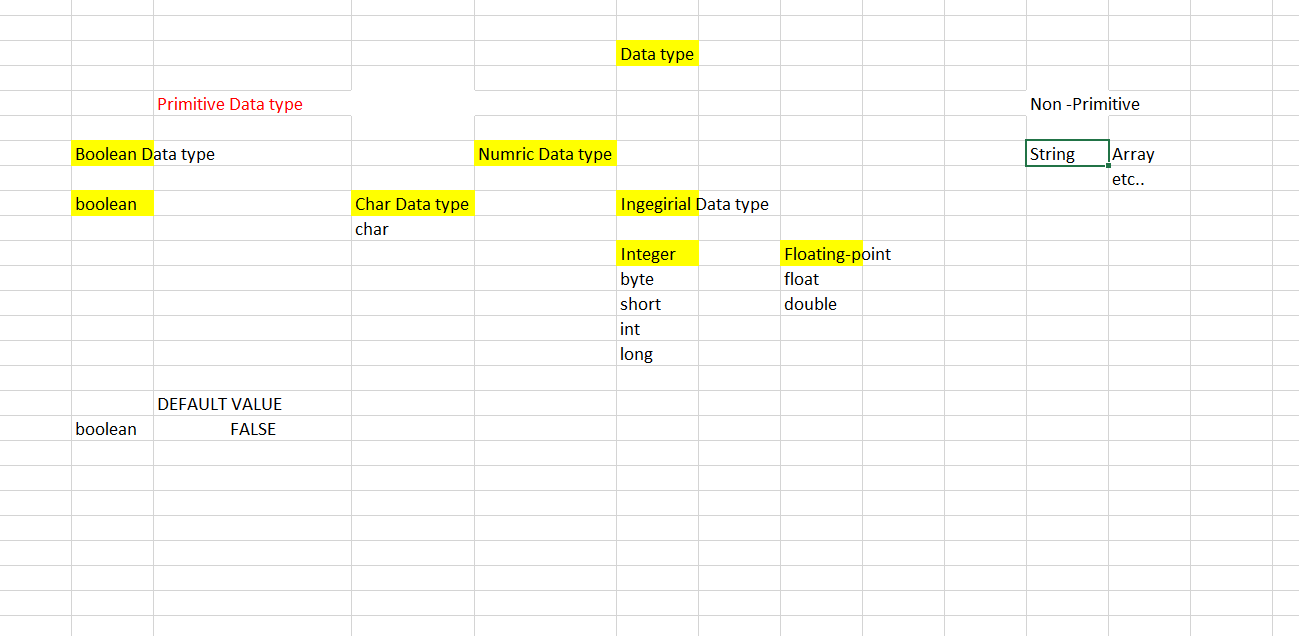 Data type
Primitive Data type Non -Primitive
Boolean Data type Numric Data type String Array
etc..
boolean Char Data type Ingegirial Data type
char
Integer Floating-point
byte float
short double
int
long
DEFAULT VALUE
boolean FALSE